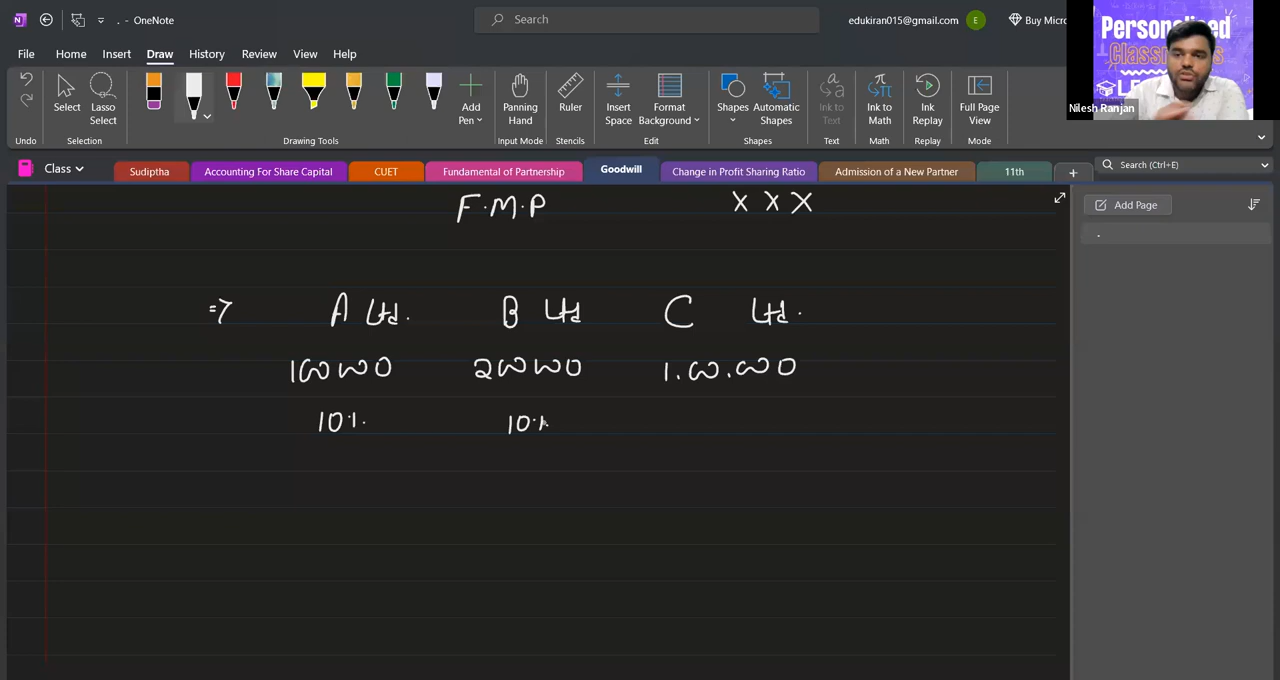 . - OneNote
Search
edukiran015@gmail.com
E
Buy Micro
File Home Insert Draw History Review View Help
Undo
Select
Lasso Select
Selection
Drawing Tools
Add Pen
Panning Hand
Input Mode
Ruler
Stencils
Insert Space
Format Background
Edit
Shapes
Automatic Shapes
Shapes
Ink to Text
Ink to Math
Math
Ink Replay
Replay
Full Page View
Mode
Personalised
Classrooms
LE
Nilesh Ranjan
Class
Sudiptha
Accounting For Share Capital
CUET
Fundamental of Partnership
Goodwill
Change in Profit Sharing Ratio
Admission of a New Partner
11th
+
Search (Ctrl+E)
Add Page
.
F.M.P X X X
=> A Ltd. B Ltd C Ltd.
100000 200000 1.00.000
10% 10%